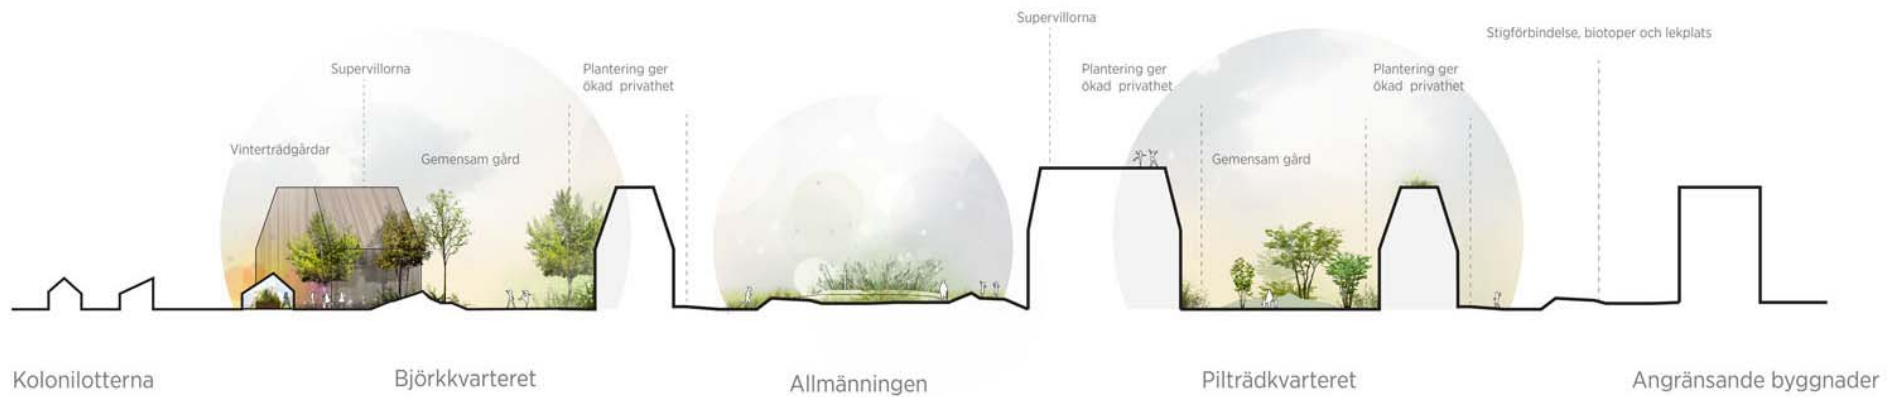 Supervillorna
Stigförbindelse, biotoper och lekplats
Supervillorna
Plantering ger
ökad privathet
Plantering ger
ökad privathet
Plantering ger
ökad privathet
Vinterträdgårdar
Gemensam gård
Gemensam gård
Kolonilotterna
Björkkvarteret
Allmänningen
Pilträdkvarteret
Angränsande byggnader